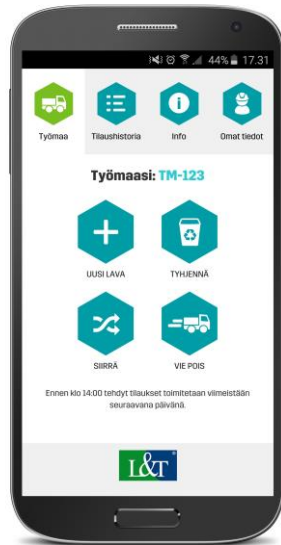 44% 17.31
Työmaa Tilaushistoria Info Omat tiedot
Työmaasi: TM-123
UUSI LAVA TYHJENNÄ
SIIRRÄ VIE POIS
Ennen klo 14:00 tehdyt tilaukset toimitetaan viimeistään
seuraavana päivänä.
L&T